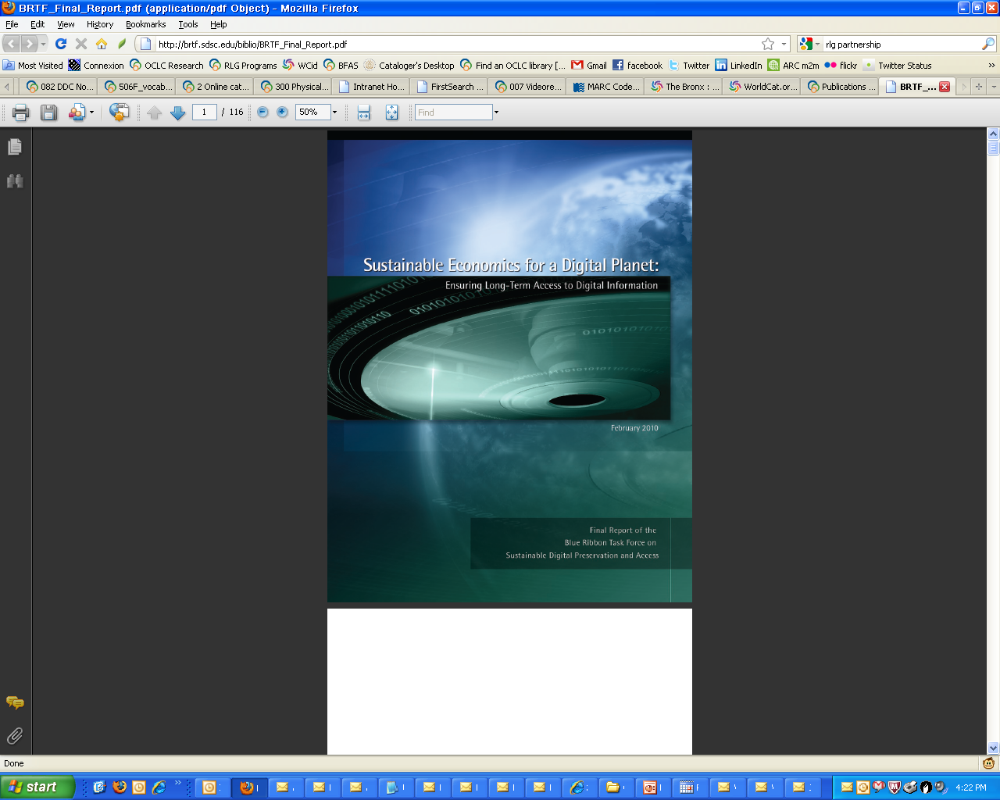 BRTF_Final_Report.pdf (application/pdf Object) - Mozilla Firefox
File Edit View History Bookmarks Tools Help
http://brtf.sdsc.edu/biblio/BRTF_Final_Report.pdf rlg partnership
Most Visited Connexion OCLC Research RLG Programs WCid BFAS Cataloger's Desktop Find an OCLC library [... Gmail facebook Twitter LinkedIn ARC m2m flickr Twitter Status
082 DDC No... 506F_vocab... 2 Online cat... 300 Physical... Intranet Ho... FirstSearch ... 007 Videore... MARC Code... The Bronx : ... WorldCat.or... Publications ... BRTF_...
1 / 116 50% Find
Sustainable Economics for a Digital Planet:
Ensuring Long-Term Access to Digital Information
February 2010
Final Report of the
Blue Ribbon Task Force on
Sustainable Digital Preservation and Access
Done
start 4:22 PM